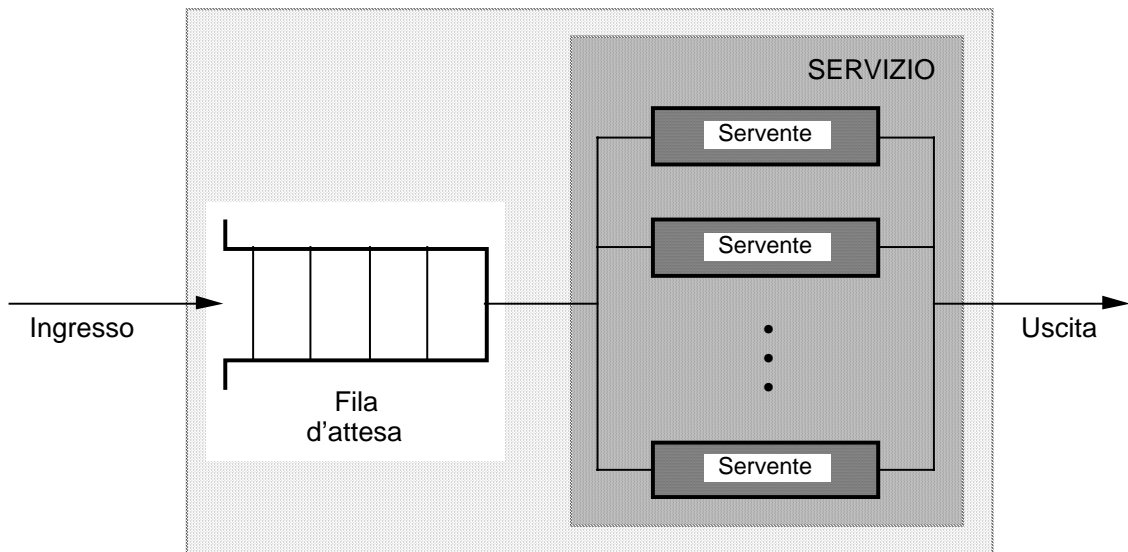 SERVIZIO
Servente
Servente
Ingresso
Uscita
Fila
d'attesa
Servente